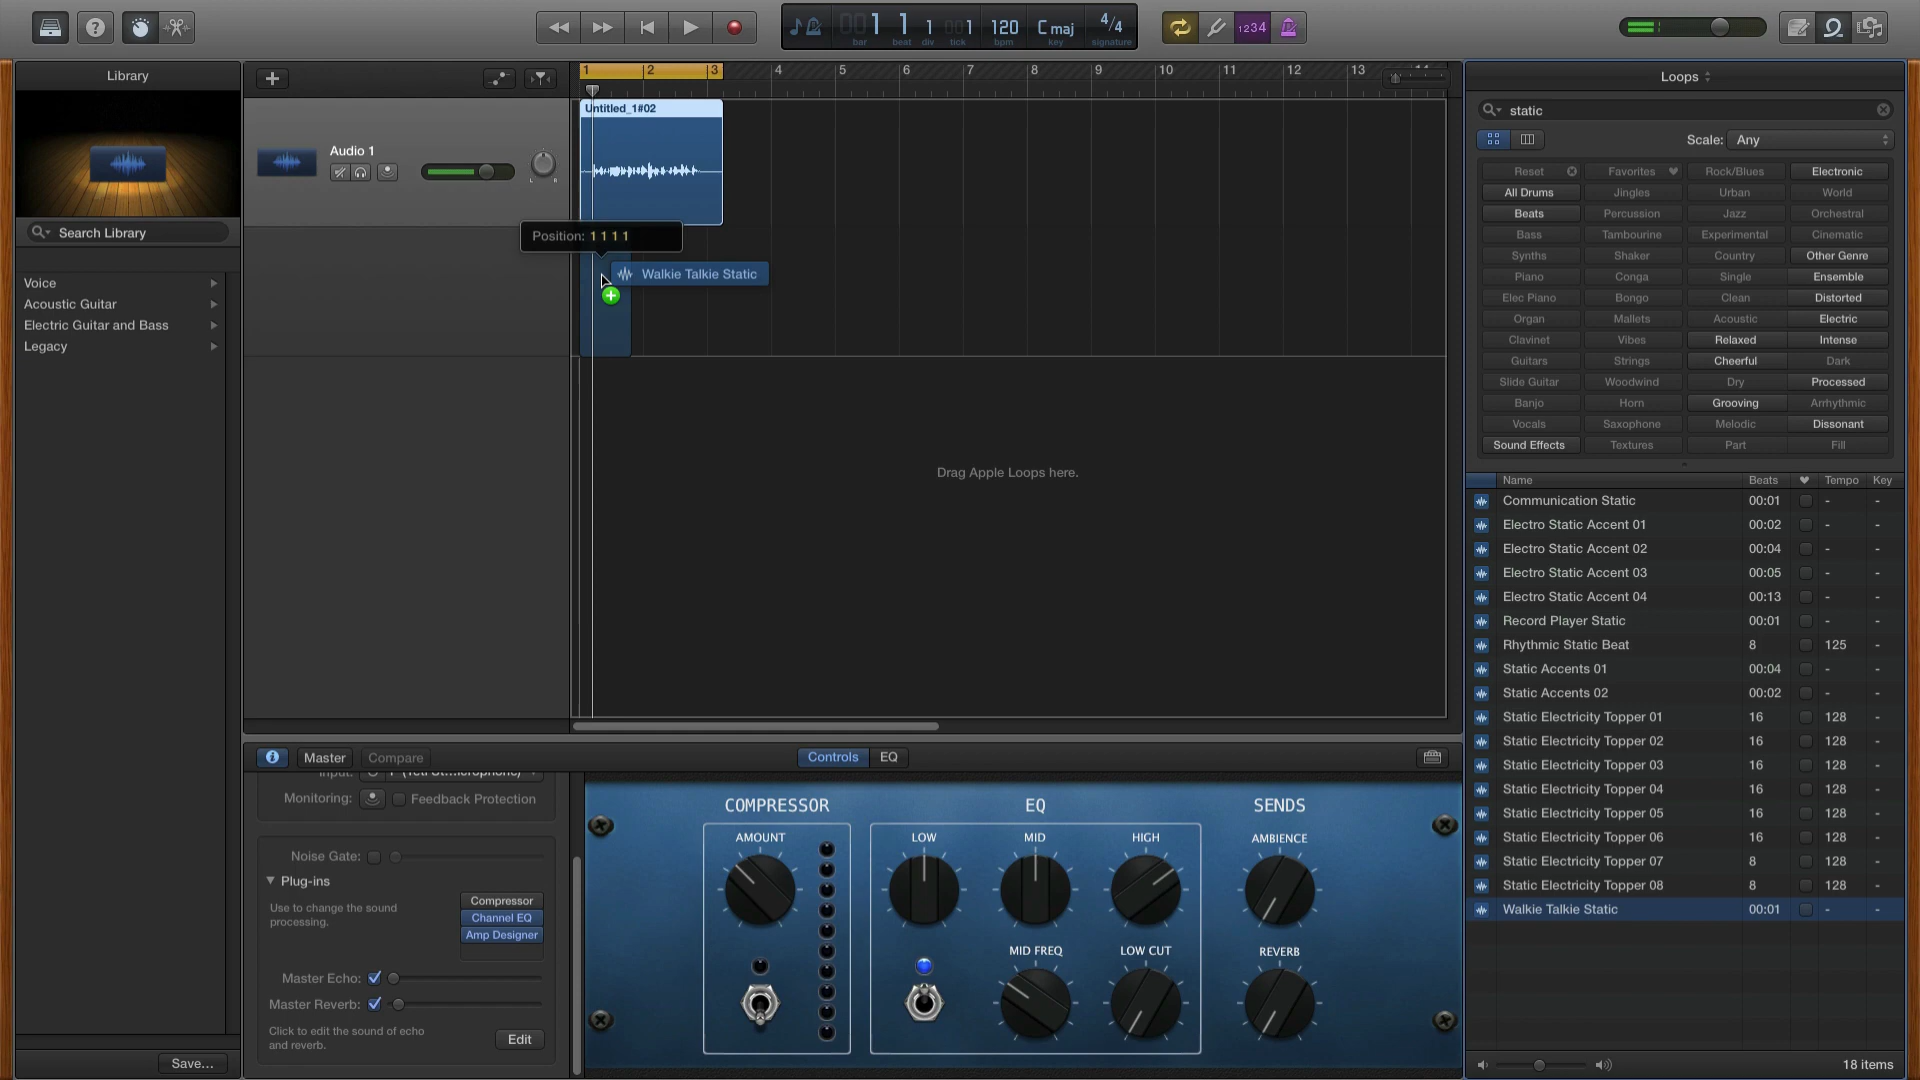 1 bar
1 beat
1 div
1 tick
120 bpm
C maj key
4/4 signature
1234
Library
Search Library
Voice
Acoustic Guitar
Electric Guitar and Bass
Legacy
Save...
Audio 1
L R
1 2 3 4 5 6 7 8 9 10 11 12 13
Untitled_1#02
Position: 1 1 1 1
Walkie Talkie Static
Drag Apple Loops here.
Master
Compare
Controls
EQ
Monitoring:
Feedback Protection
Noise Gate:
Plug-ins
Use to change the sound
processing.
Compressor
Channel EQ
Amp Designer
Master Echo:
Master Reverb:
Click to edit the sound of echo
and reverb.
Edit
COMPRESSOR
AMOUNT
EQ
LOW
MID
HIGH
MID FREQ
LOW CUT
SENDS
AMBIENCE
REVERB
Loops
static
Scale: Any
Reset Favorites Rock/Blues Electronic
All Drums Jingles Urban World
Beats Percussion Jazz Orchestral
Bass Tambourine Experimental Cinematic
Synths Shaker Country Other Genre
Piano Conga Single Ensemble
Elec Piano Bongo Clean Distorted
Organ Mallets Acoustic Electric
Clavinet Vibes Relaxed Intense
Guitars Strings Cheerful Dark
Slide Guitar Woodwind Dry Processed
Banjo Horn Grooving Arrhythmic
Vocals Saxophone Melodic Dissonant
Sound Effects Textures Part Fill
Name Beats Tempo Key
Communication Static 00:01 - -
Electro Static Accent 01 00:02 - -
Electro Static Accent 02 00:04 - -
Electro Static Accent 03 00:05 - -
Electro Static Accent 04 00:13 - -
Record Player Static 00:01 - -
Rhythmic Static Beat 8 125 -
Static Accents 01 00:04 - -
Static Accents 02 00:02 - -
Static Electricity Topper 01 16 128 -
Static Electricity Topper 02 16 128 -
Static Electricity Topper 03 16 128 -
Static Electricity Topper 04 16 128 -
Static Electricity Topper 05 16 128 -
Static Electricity Topper 06 16 128 -
Static Electricity Topper 07 8 128 -
Static Electricity Topper 08 8 128 -
Walkie Talkie Static 00:01 - -
18 items